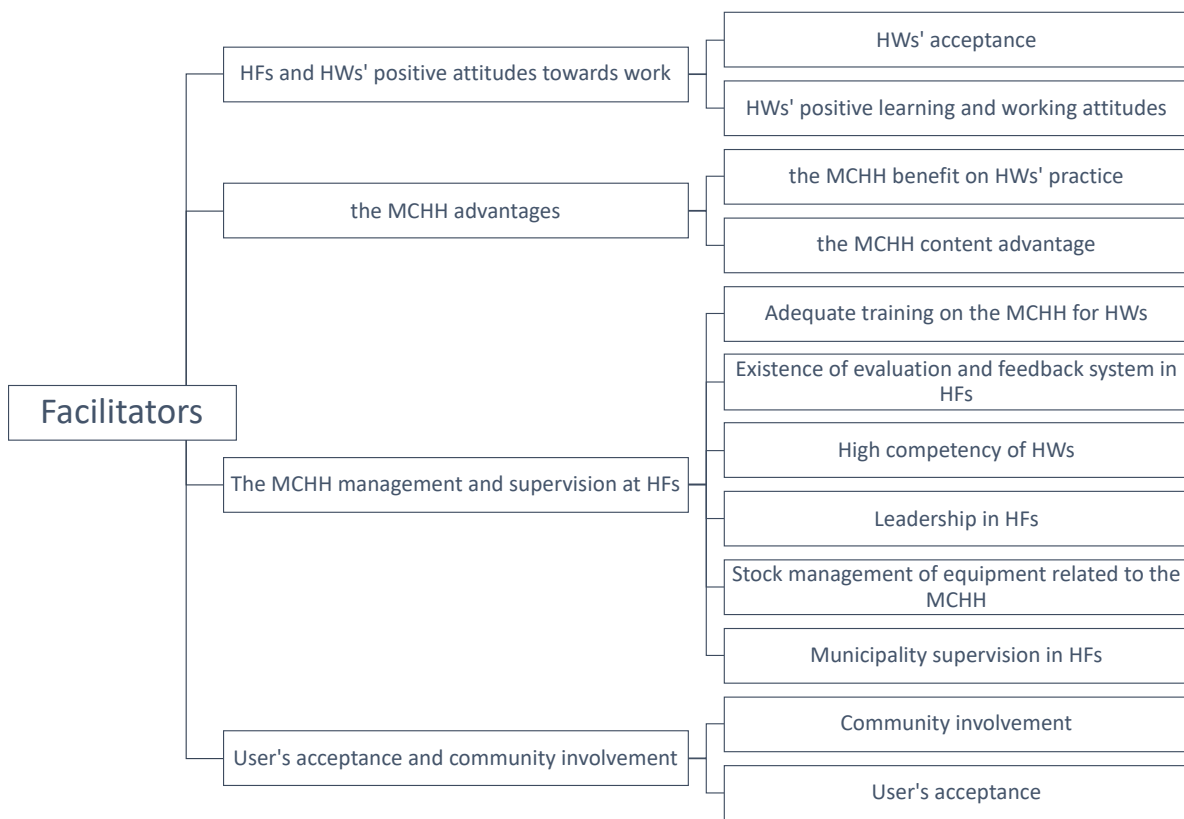 Facilitators
HFs and HWs' positive attitudes towards work
HWs' acceptance
HWs' positive learning and working attitudes
the MCHH advantages
the MCHH benefit on HWs' practice
the MCHH content advantage
The MCHH management and supervision at HFs
Adequate training on the MCHH for HWs
Existence of evaluation and feedback system in
HFs
High competency of HWs
Leadership in HFs
Stock management of equipment related to the
MCHH
Municipality supervision in HFs
User's acceptance and community involvement
Community involvement
User's acceptance